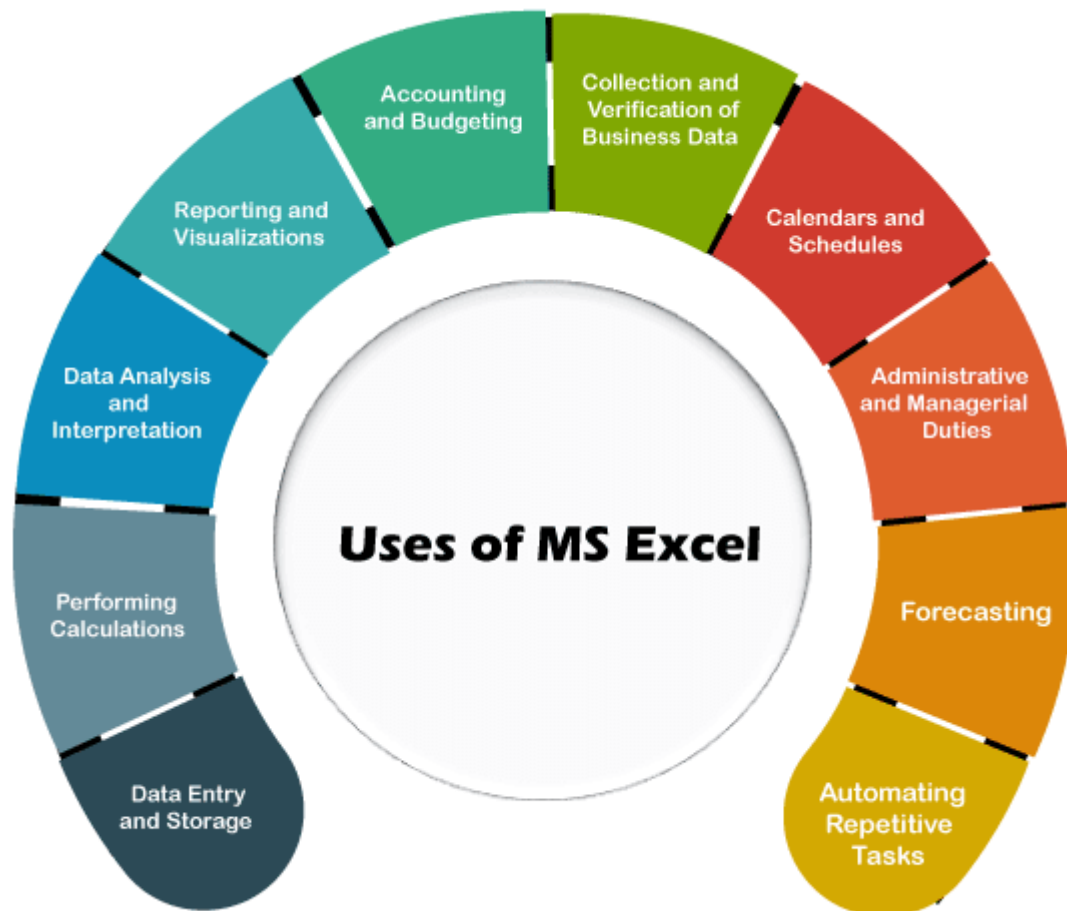 Accounting
and Budgeting
Collection and
Verification of
Business Data
Reporting and
Visualizations
Calendars and
Schedules
Data Analysis
and
Interpretation
Administrative
and Managerial
Duties
Uses of MS Excel
Performing
Calculations
Forecasting
Data Entry
and Storage
Automating
Repetitive
Tasks